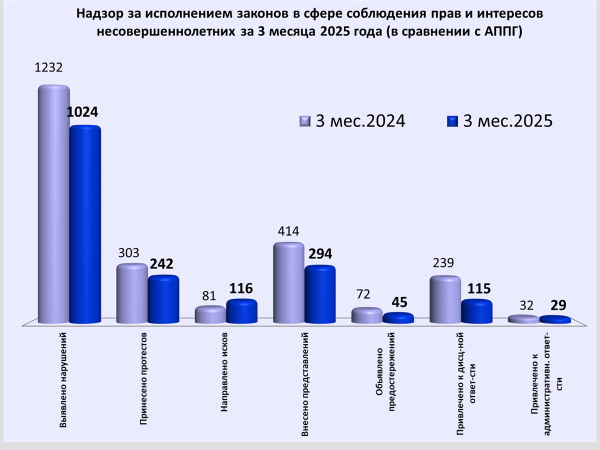 Надзор за исполнением законов в сфере соблюдения прав и интересов
несовершеннолетних за 3 месяца 2025 года (в сравнении с АППГ)
3 мес.2024
3 мес.2025
1232
1024
303
242
81
116
414
294
72
45
239
115
32
29
Выявлено нарушений
Принесено протестов
Направлено исков
Внесено представлений
Объявлено
предостережений
Привлечено к дисц-ной
ответ-сти
Привлечено к
административн. ответ-
сти